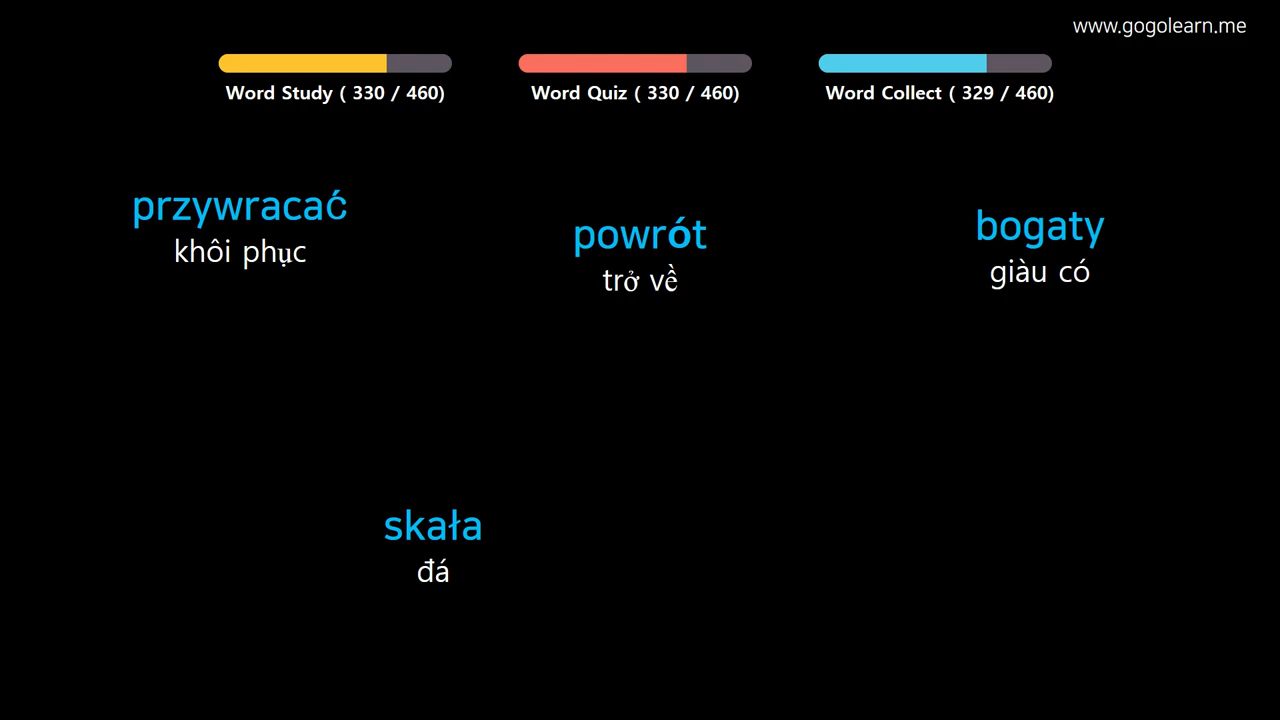 www.gogolearn.me
Word Study ( 330 / 460)
Word Quiz ( 330 / 460)
Word Collect ( 329 / 460)
przywracać
khôi phục
powrót
trở về
bogaty
giàu có
skała
đá